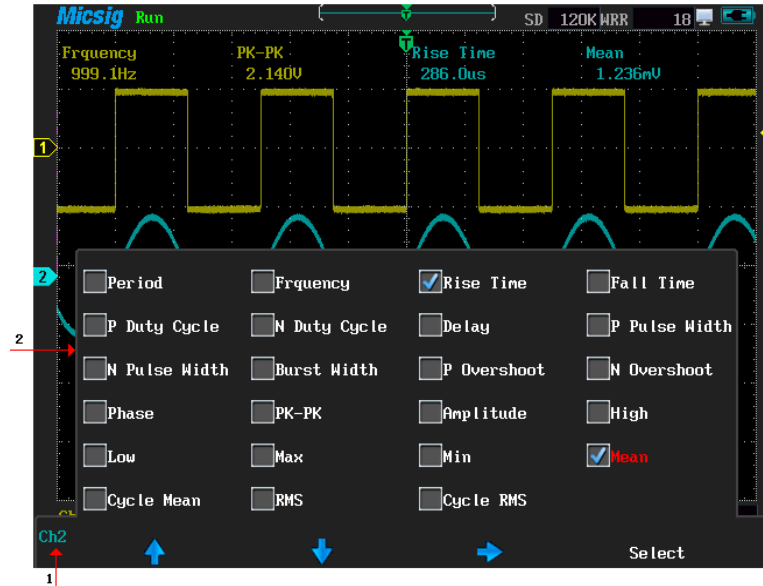 Micsig Run SD 120K WRR 18
Frquency PK-PK Rise Time Mean
999.1Hz 2.140V 286.0us 1.236mV
T
1
2
Period Frquency Rise Time Fall Time
P Duty Cycle N Duty Cycle Delay P Pulse Width
2
N Pulse Width Burst Width P Overshoot N Overshoot
Phase PK-PK Amplitude High
Low Max Min Mean
Cycle Mean RMS Cycle RMS
Ch2
Select
1